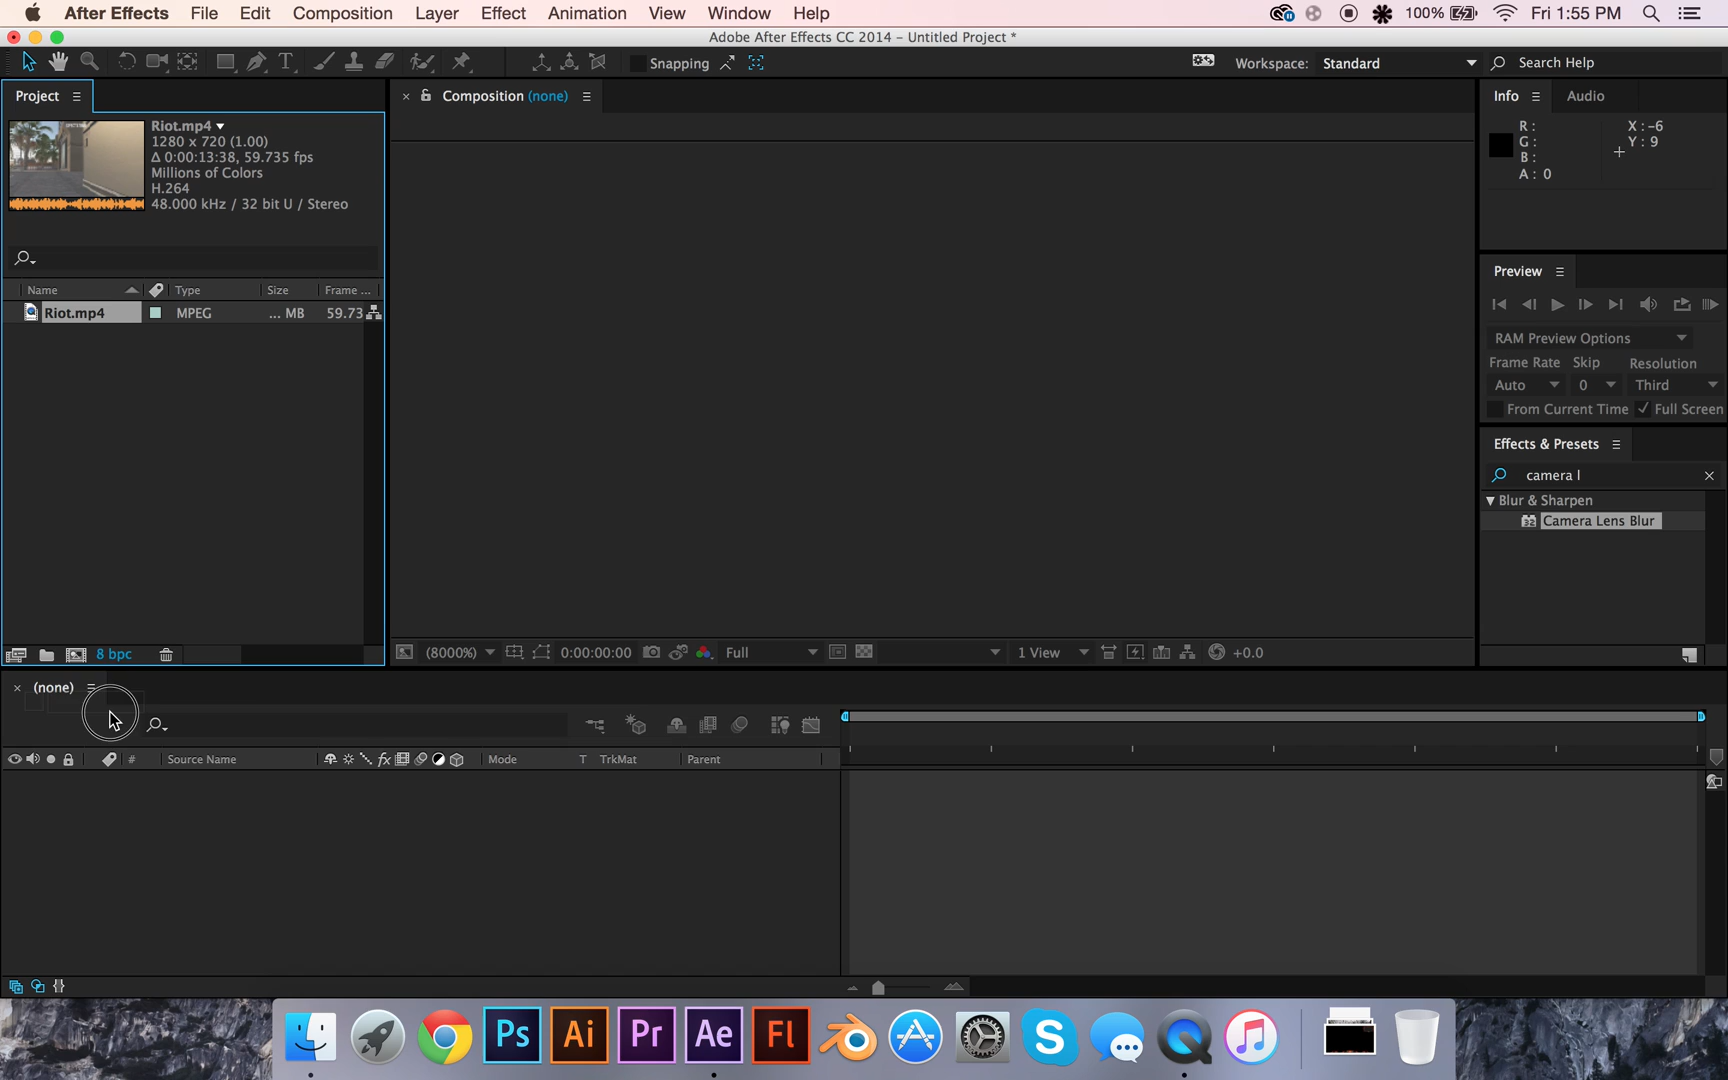 After Effects File Edit Composition Layer Effect Animation View Window Help 100% Fri 1:55 PM
Adobe After Effects CC 2014 - Untitled Project *
Snapping Workspace: Standard Search Help
Project
Composition (none)
Info Audio
Riot.mp4
1280 x 720 (1.00)
Δ 0:00:13:38, 59.735 fps
Millions of Colors
H.264
48.000 kHz / 32 bit U / Stereo
R:
G:
B:
A: 0
X: -6
Y: 9
Preview
Name Type Size Frame ...
Riot.mp4 MPEG ... MB 59.73
RAM Preview Options
Frame Rate Skip Resolution
Auto 0 Third
From Current Time Full Screen
Effects & Presets
camera l
Blur & Sharpen
32 Camera Lens Blur
8 bpc
(8000%) 0:00:00:00 Full 1 View +0.0
(none)
# Source Name fx Mode T TrkMat Parent
Ps Ai Pr Ae Fl